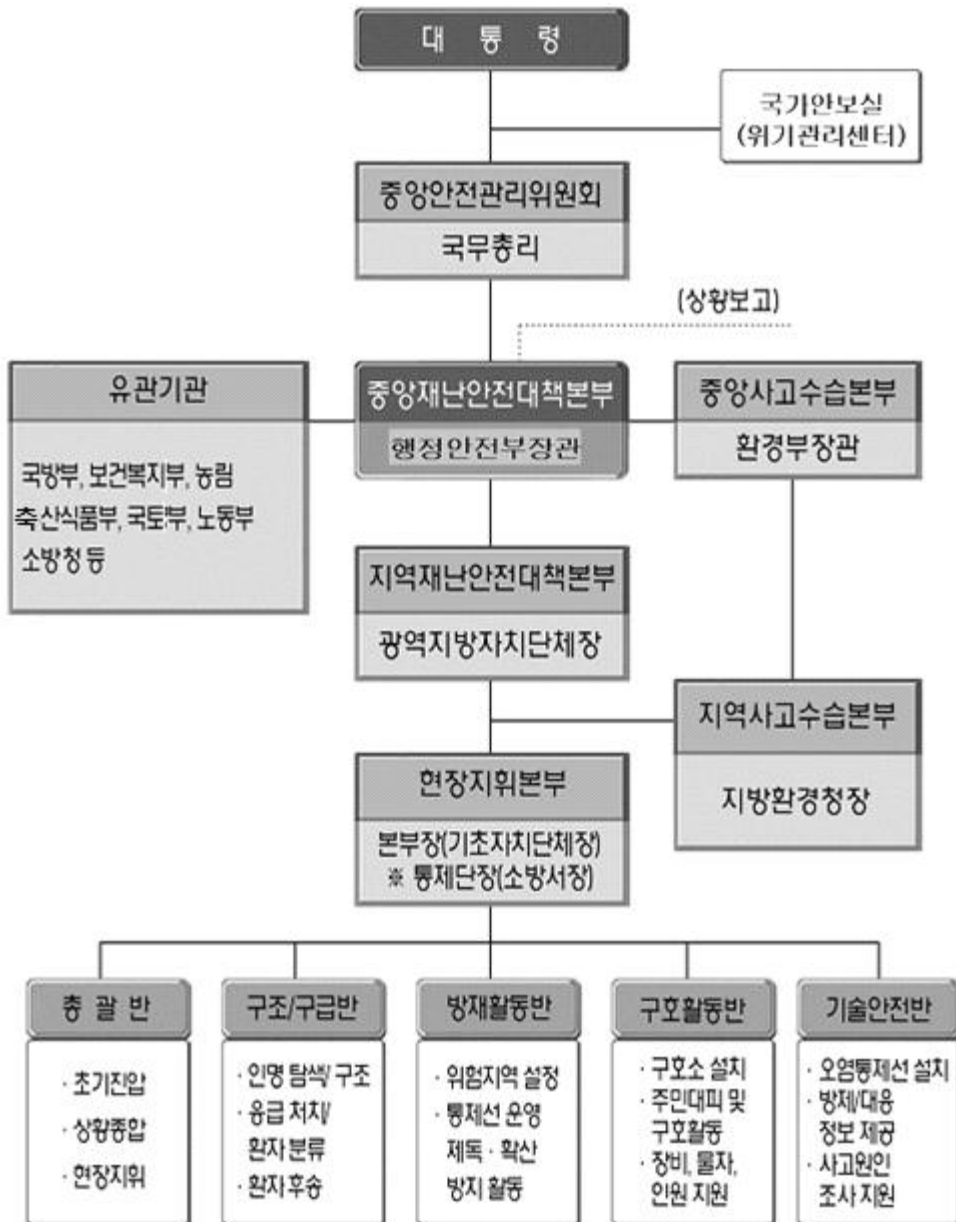 대 통 령
국가안보실
(위기관리센터)
중앙안전관리위원회
국무총리
(상황보고)
유관기관
국방부, 보건복지부, 농림
축산식품부, 국토부, 노동부
소방청 등
중앙재난안전대책본부
행정안전부장관
중앙사고수습본부
환경부장관
지역재난안전대책본부
광역지방자치단체장
지역사고수습본부
지방환경청장
현장지휘본부
본부장(기초자치단체장)
※ 통제단장(소방서장)
총 괄 반
· 초기진압
· 상황종합
· 현장지휘
구조/구급반
· 인명 탐색/ 구조
· 응급 처치/
환자 분류
· 환자 후송
방재활동반
· 위험지역 설정
· 통제선 운영
제독 · 확산
방지 활동
구호활동반
· 구호소 설치
· 주민대피 및
구호활동
· 장비, 물자,
인원 지원
기술안전반
· 오염통제선 설치
· 방제/대응
정보 제공
· 사고원인
조사 지원